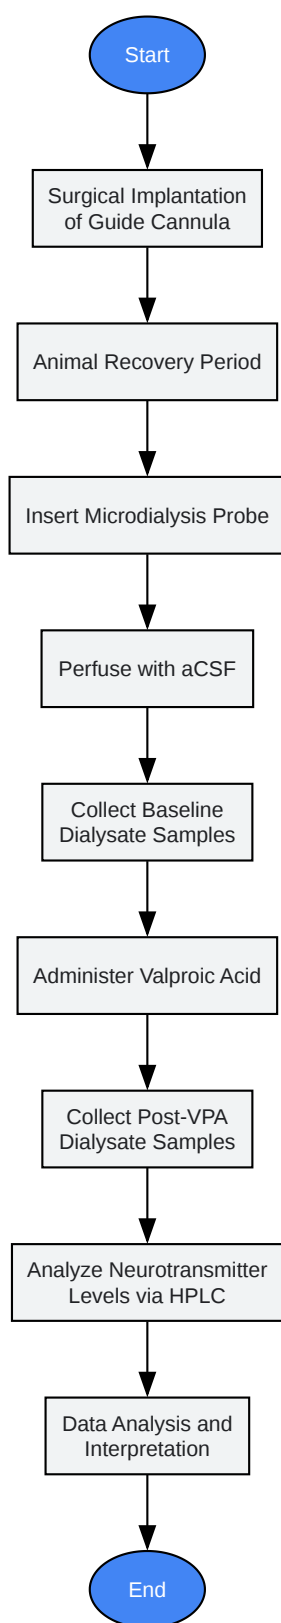 Start
Surgical Implantation
of Guide Cannula
Animal Recovery Period
Insert Microdialysis Probe
Perfuse with aCSF
Collect Baseline
Dialysate Samples
Administer Valproic Acid
Collect Post-VPA
Dialysate Samples
Analyze Neurotransmitter
Levels via HPLC
Data Analysis and
Interpretation
End